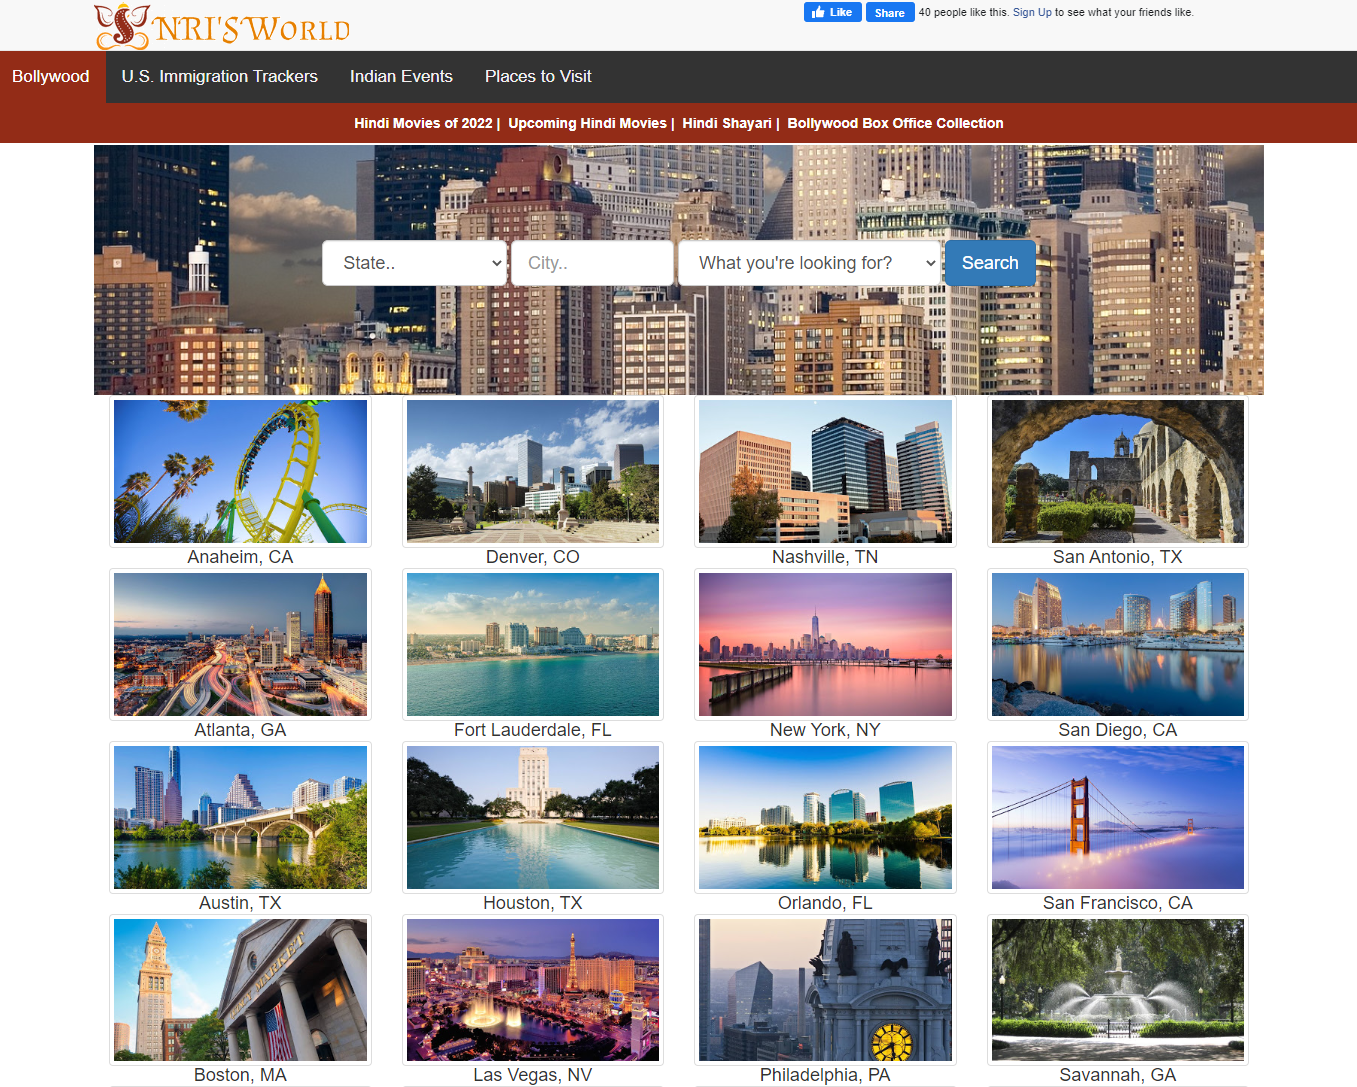 NRI'S WORLD
Like Share 40 people like this. Sign Up to see what your friends like.
Bollywood U.S. Immigration Trackers Indian Events Places to Visit
Hindi Movies of 2022 | Upcoming Hindi Movies | Hindi Shayari | Bollywood Box Office Collection
State.. City.. What you're looking for? Search
Anaheim, CA Denver, CO Nashville, TN San Antonio, TX
Atlanta, GA Fort Lauderdale, FL New York, NY San Diego, CA
Austin, TX Houston, TX Orlando, FL San Francisco, CA
MARKET
Boston, MA Las Vegas, NV Philadelphia, PA Savannah, GA